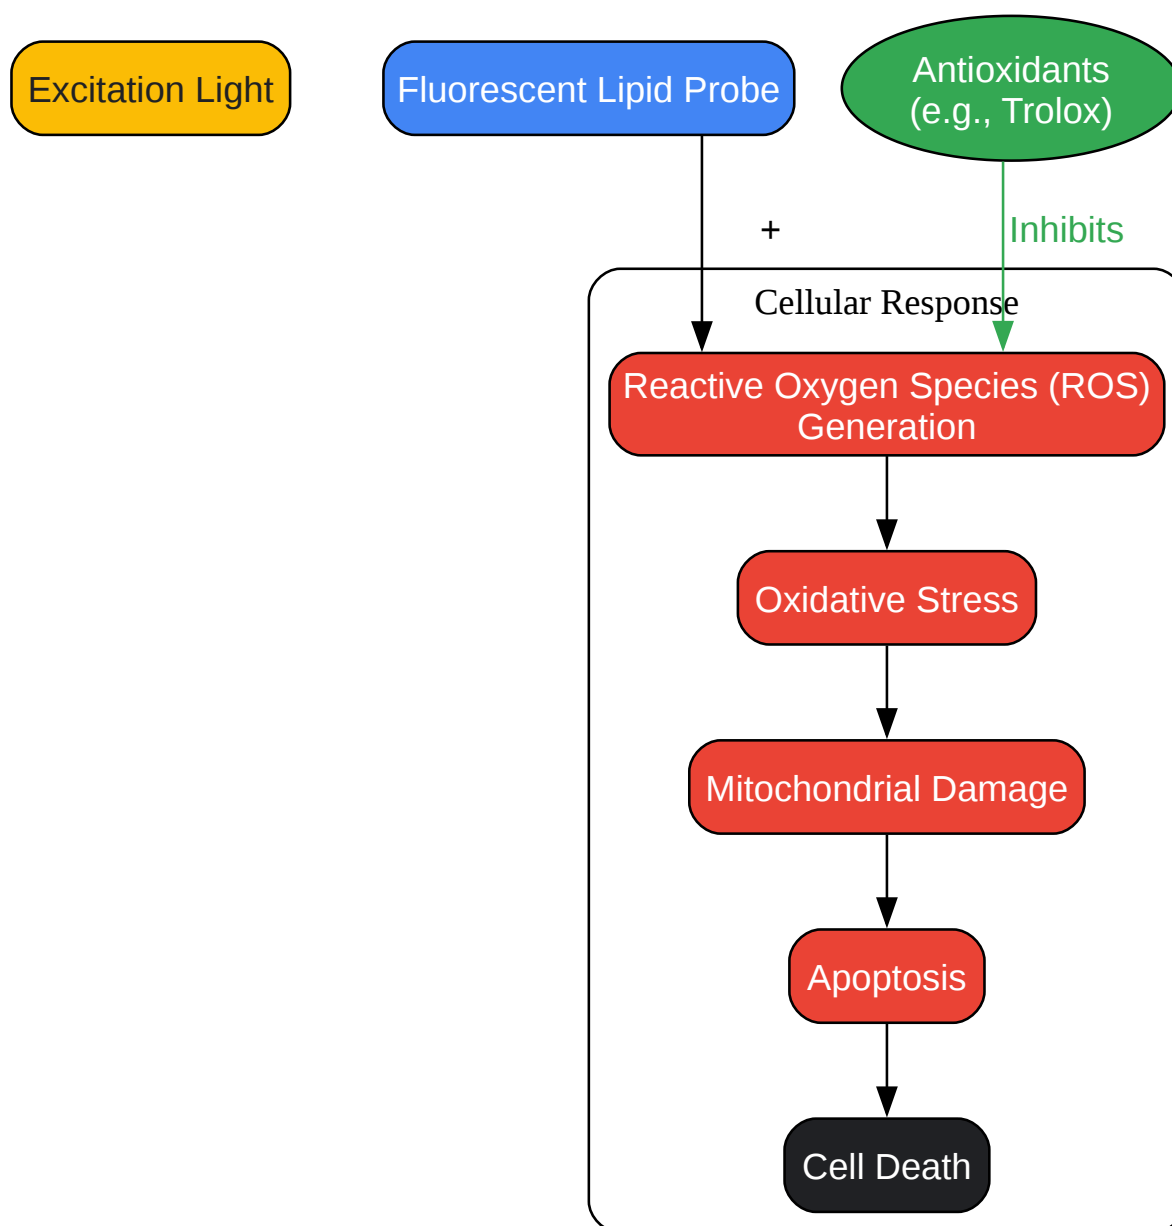 Excitation Light
Fluorescent Lipid Probe
Antioxidants
(e.g., Trolox)
+
Inhibits
Cellular Response
Reactive Oxygen Species (ROS)
Generation
Oxidative Stress
Mitochondrial Damage
Apoptosis
Cell Death